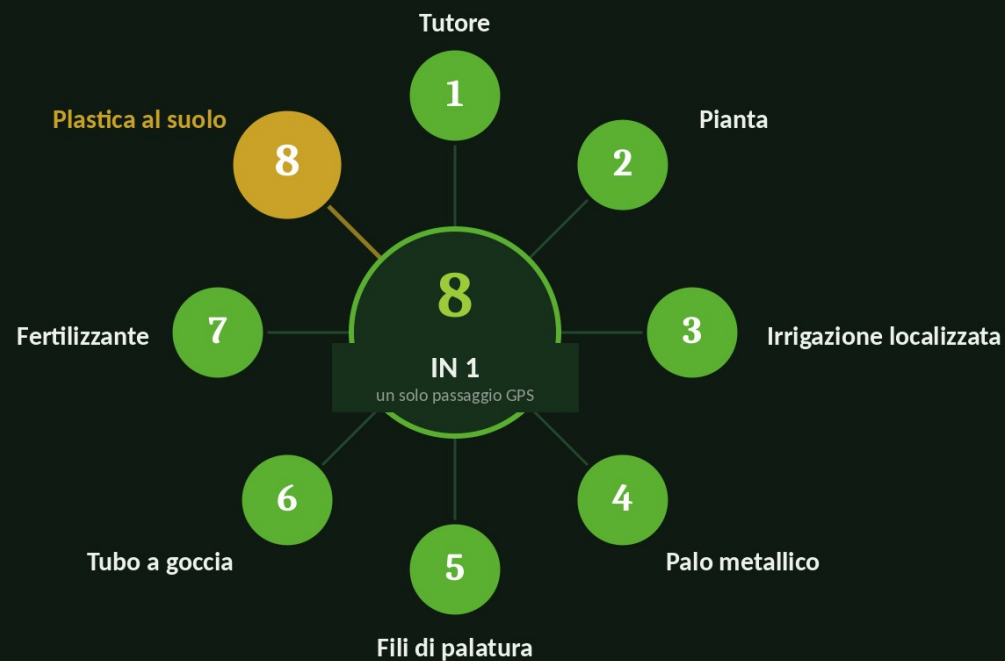 Tutore
1
Pianta
2
3
Irrigazione localizzata
4
Palo metallico
5
Fili di palatura
6
Tubo a goccia
7
Fertilizzante
8
Plastica al suolo
8
IN 1
un solo passaggio GPS